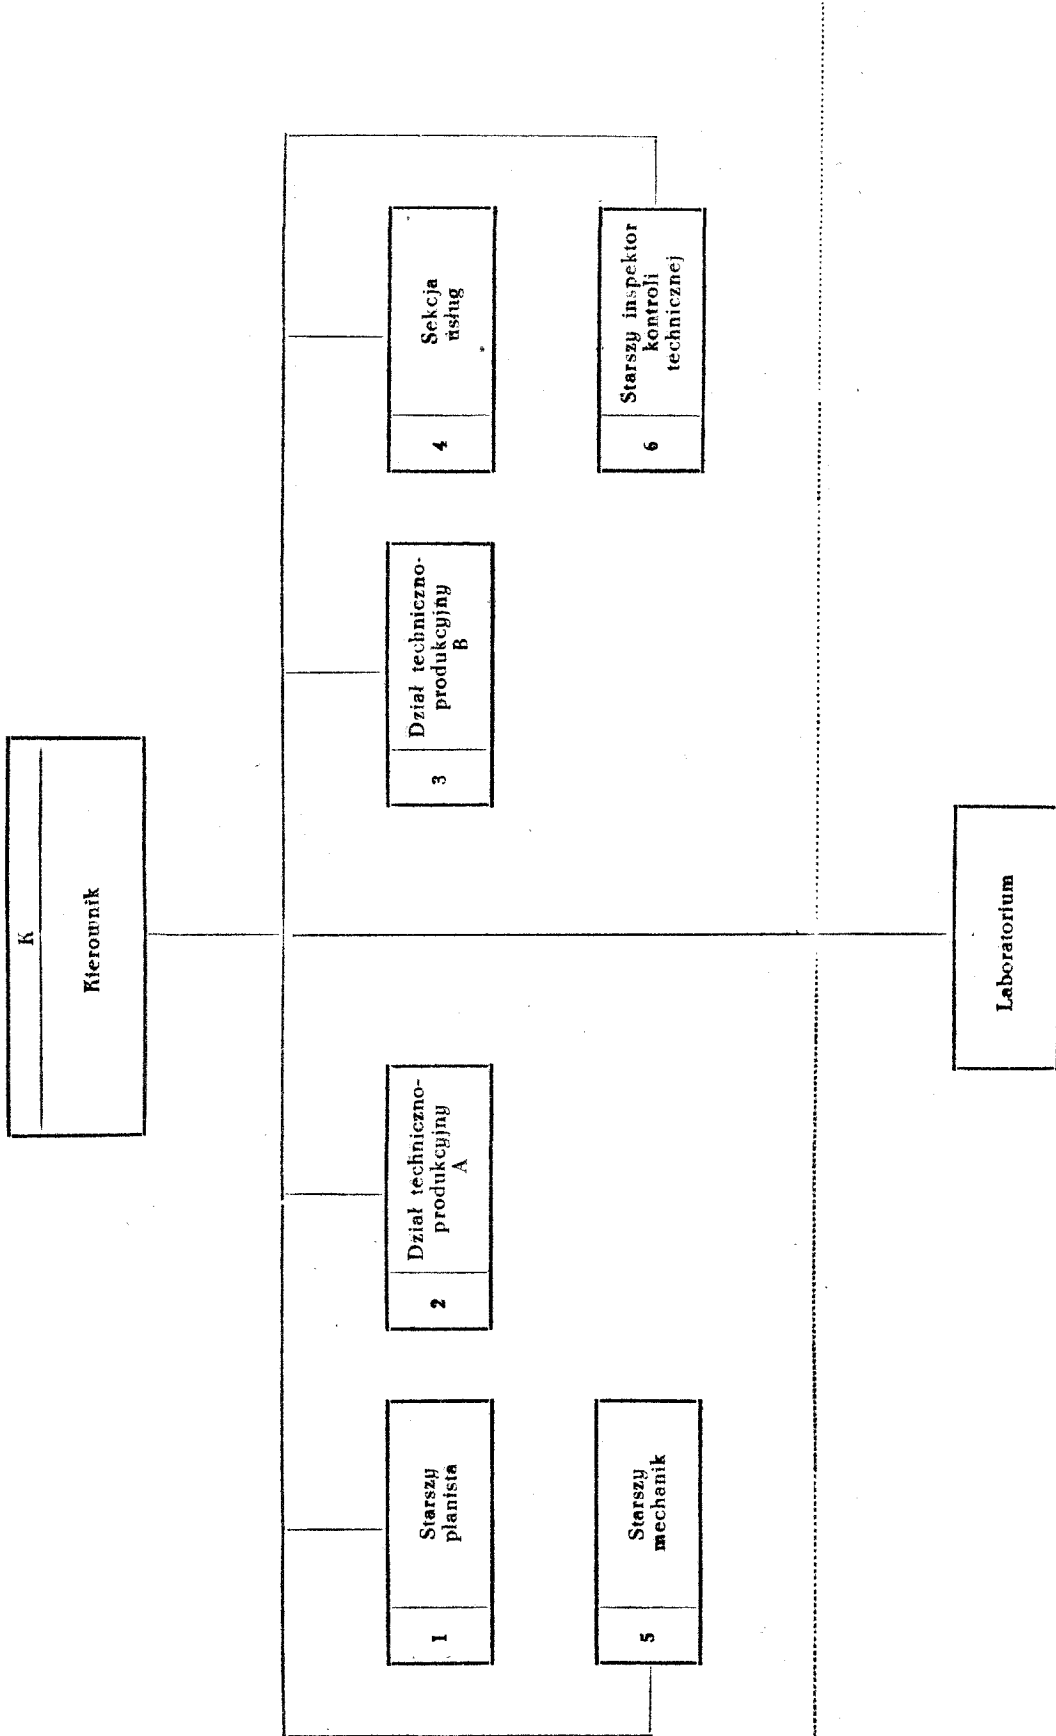 K
Kierownik
1
Starszy
planista
2
Dział techniczno-
produkcyjny
A
3
Dział techniczno-
produkcyjny
B
4
Sekcja
usług
5
Starszy
mechanik
6
Starszy inspektor
kontroli
technicznej
Laboratorium